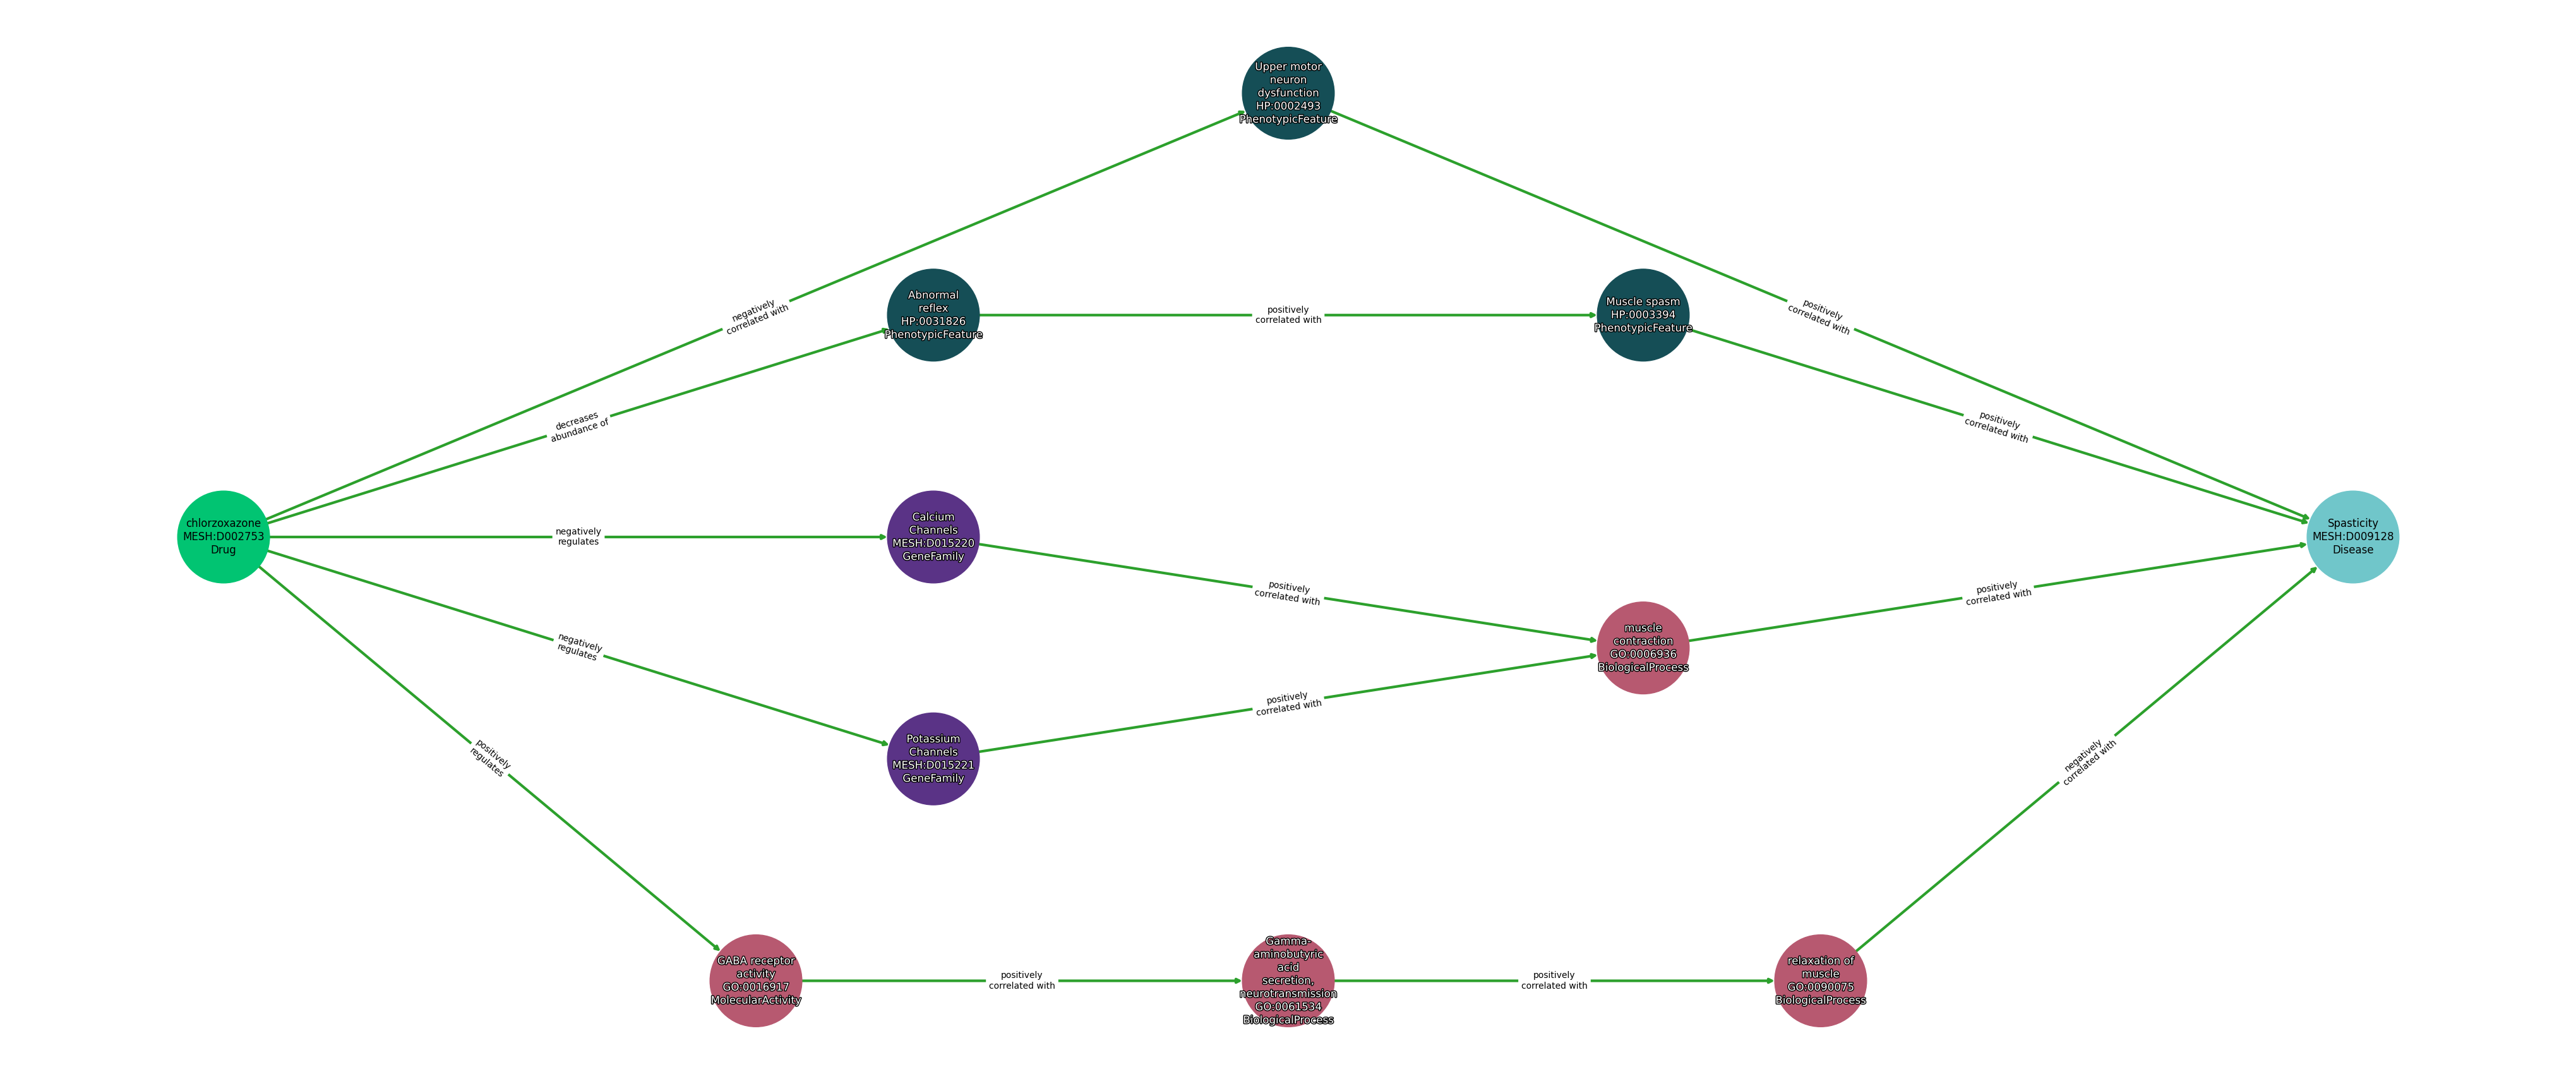 Upper motor
neuron
dysfunction
HP:0002493
PhenotypicFeature
negatively
correlated with
positively
correlated with
Abnormal
reflex
HP:0031826
PhenotypicFeature
positively
correlated with
Muscle spasm
HP:0003394
PhenotypicFeature
decreases
abundance of
positively
correlated with
chlorzoxazone
MESH:D002753
Drug
negatively
regulates
Calcium
Channels
MESH:D015220
GeneFamily
positively
correlated with
Spasticity
MESH:D009128
Disease
negatively
regulates
muscle
contraction
GO:0006936
BiologicalProcess
positively
correlated with
positively
correlated with
Potassium
Channels
MESH:D015221
GeneFamily
positively
regulates
negatively
correlated with
GABA receptor
activity
GO:0016917
MolecularActivity
positively
correlated with
Gamma-
aminobutyric
acid
secretion,
neurotransmission
GO:0061534
BiologicalProcess
positively
correlated with
relaxation of
muscle
GO:0090075
BiologicalProcess